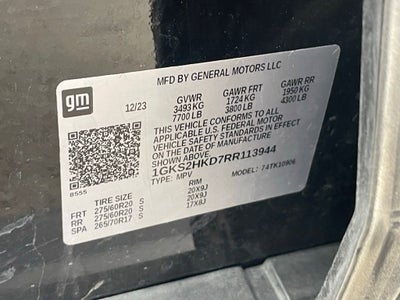 gm
MFD BY GENERAL MOTORS LLC
12/23 GVWR GAWR FRT GAWR RR
3493 KG 1724 KG 1950 KG
7700 LB 3800 LB 4300 LB
THIS VEHICLE CONFORMS TO ALL
APPLICABLE U.S. FEDERAL MOTOR
VEHICLE SAFETY STANDARDS IN EFFECT
ON THE DATE OF MANUFACTURE
SHOWN ABOVE.
1GKS2HKD7RR113944
TYPE: MPV MODEL: 74TK10906
8555
TIRE SIZE RIM
FRT 275/60R20 S 20X9J
RR 275/60R20 S 20X9J
SPA 265/70R17 S 17X8J